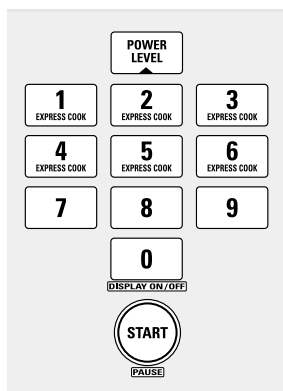 POWER
LEVEL
1 2 3
EXPRESS COOK EXPRESS COOK EXPRESS COOK
4 5 6
EXPRESS COOK EXPRESS COOK EXPRESS COOK
7 8 9
0
DISPLAY ON/OFF
START
PAUSE